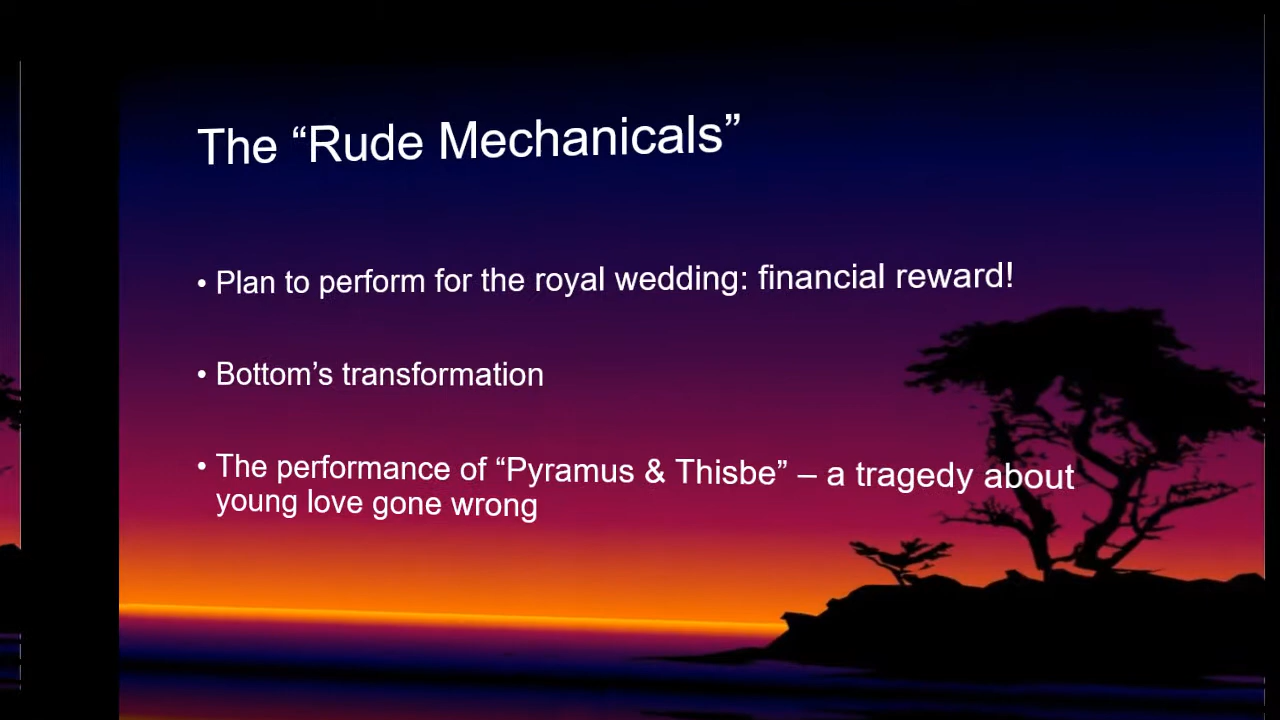 The “Rude Mechanicals”
• Plan to perform for the royal wedding: financial reward!
• Bottom’s transformation
• The performance of “Pyramus & Thisbe” – a tragedy about
young love gone wrong